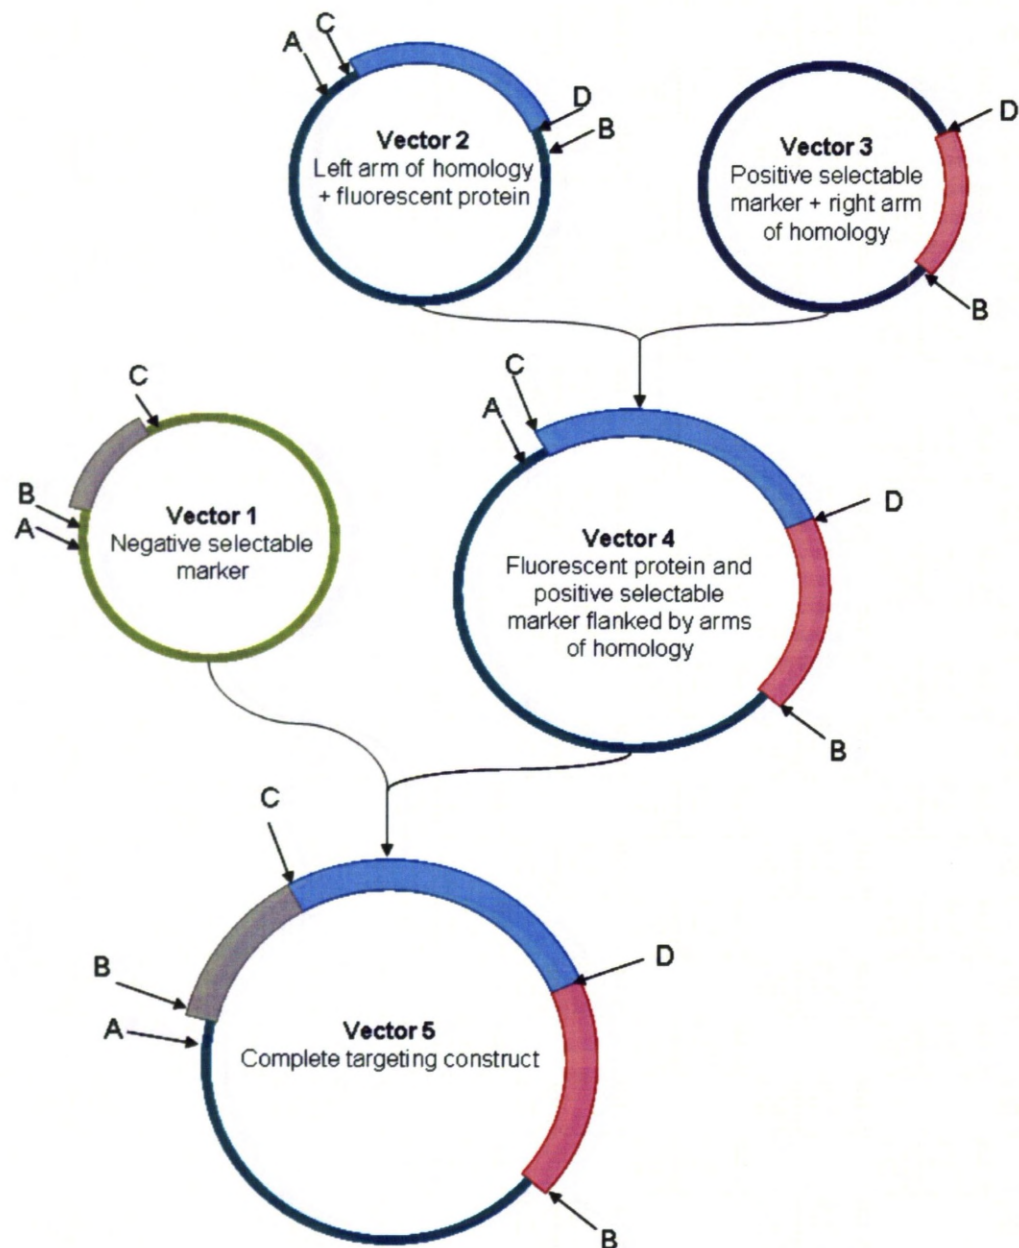 C
A
D
B
Vector 2
Left arm of homology
+ fluorescent protein
D
Vector 3
Positive selectable
marker + right arm
of homology
B
C
A
C
B
A
Vector 1
Negative selectable
marker
D
Vector 4
Fluorescent protein and
positive selectable
marker flanked by arms
of homology
B
C
B
A
D
Vector 5
Complete targeting construct
B